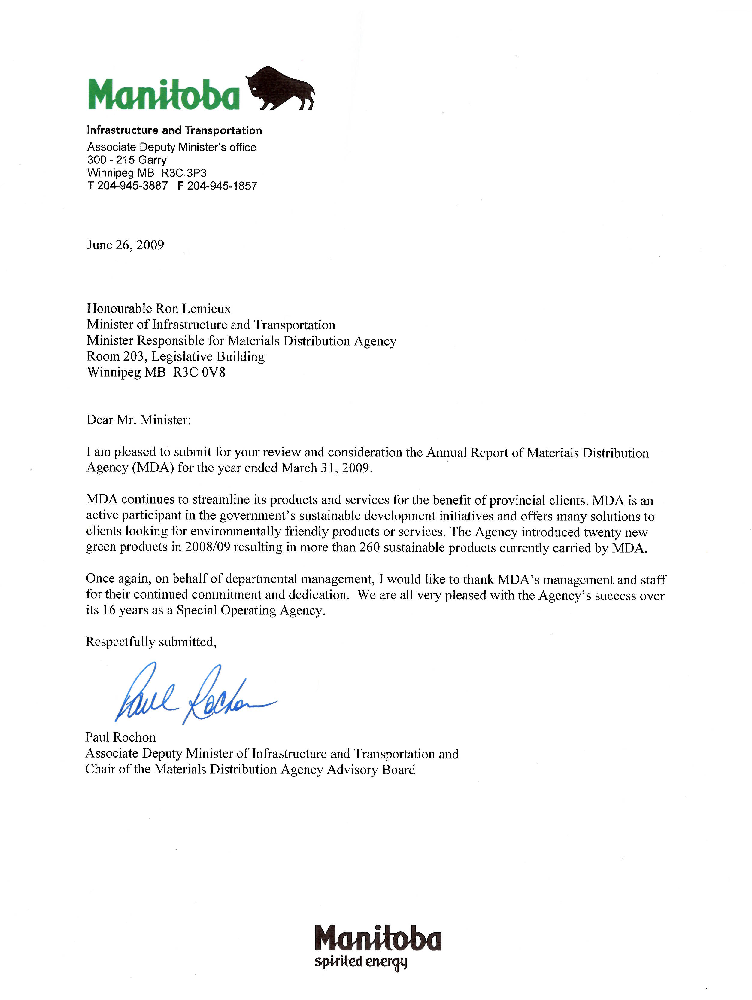 Manitoba
Infrastructure and Transportation
Associate Deputy Minister's office
300 - 215 Garry
Winnipeg MB  R3C 3P3
T 204-945-3887  F 204-945-1857
June 26, 2009
Honourable Ron Lemieux
Minister of Infrastructure and Transportation
Minister Responsible for Materials Distribution Agency
Room 203, Legislative Building
Winnipeg MB  R3C 0V8
Dear Mr. Minister:
I am pleased to submit for your review and consideration the Annual Report of Materials Distribution
Agency (MDA) for the year ended March 31, 2009.
MDA continues to streamline its products and services for the benefit of provincial clients. MDA is an
active participant in the government's sustainable development initiatives and offers many solutions to
clients looking for environmentally friendly products or services. The Agency introduced twenty new
green products in 2008/09 resulting in more than 260 sustainable products currently carried by MDA.
Once again, on behalf of departmental management, I would like to thank MDA's management and staff
for their continued commitment and dedication.  We are all very pleased with the Agency's success over
its 16 years as a Special Operating Agency.
Respectfully submitted,
Paul Rochon
Paul Rochon
Associate Deputy Minister of Infrastructure and Transportation and
Chair of the Materials Distribution Agency Advisory Board
Manitoba
spirited energy